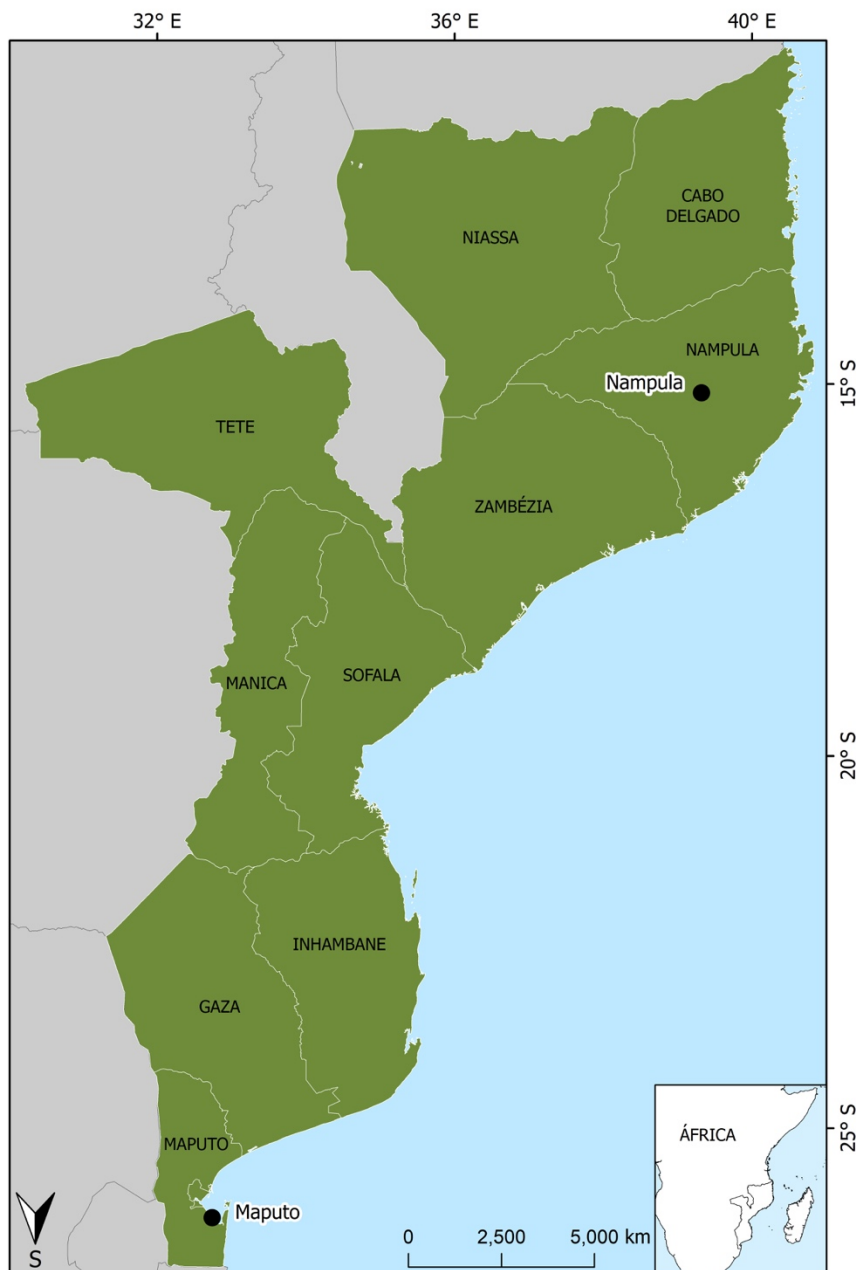 32° E
36° E
40° E
CABO
DELGADO
NIASSA
NAMPULA
Nampula
15° S
TETE
ZAMBÉZIA
MANICA
SOFALA
20° S
INHAMBANE
GAZA
25° S
MAPUTO
ÁFRICA
Maputo
S
0 2,500 5,000 km